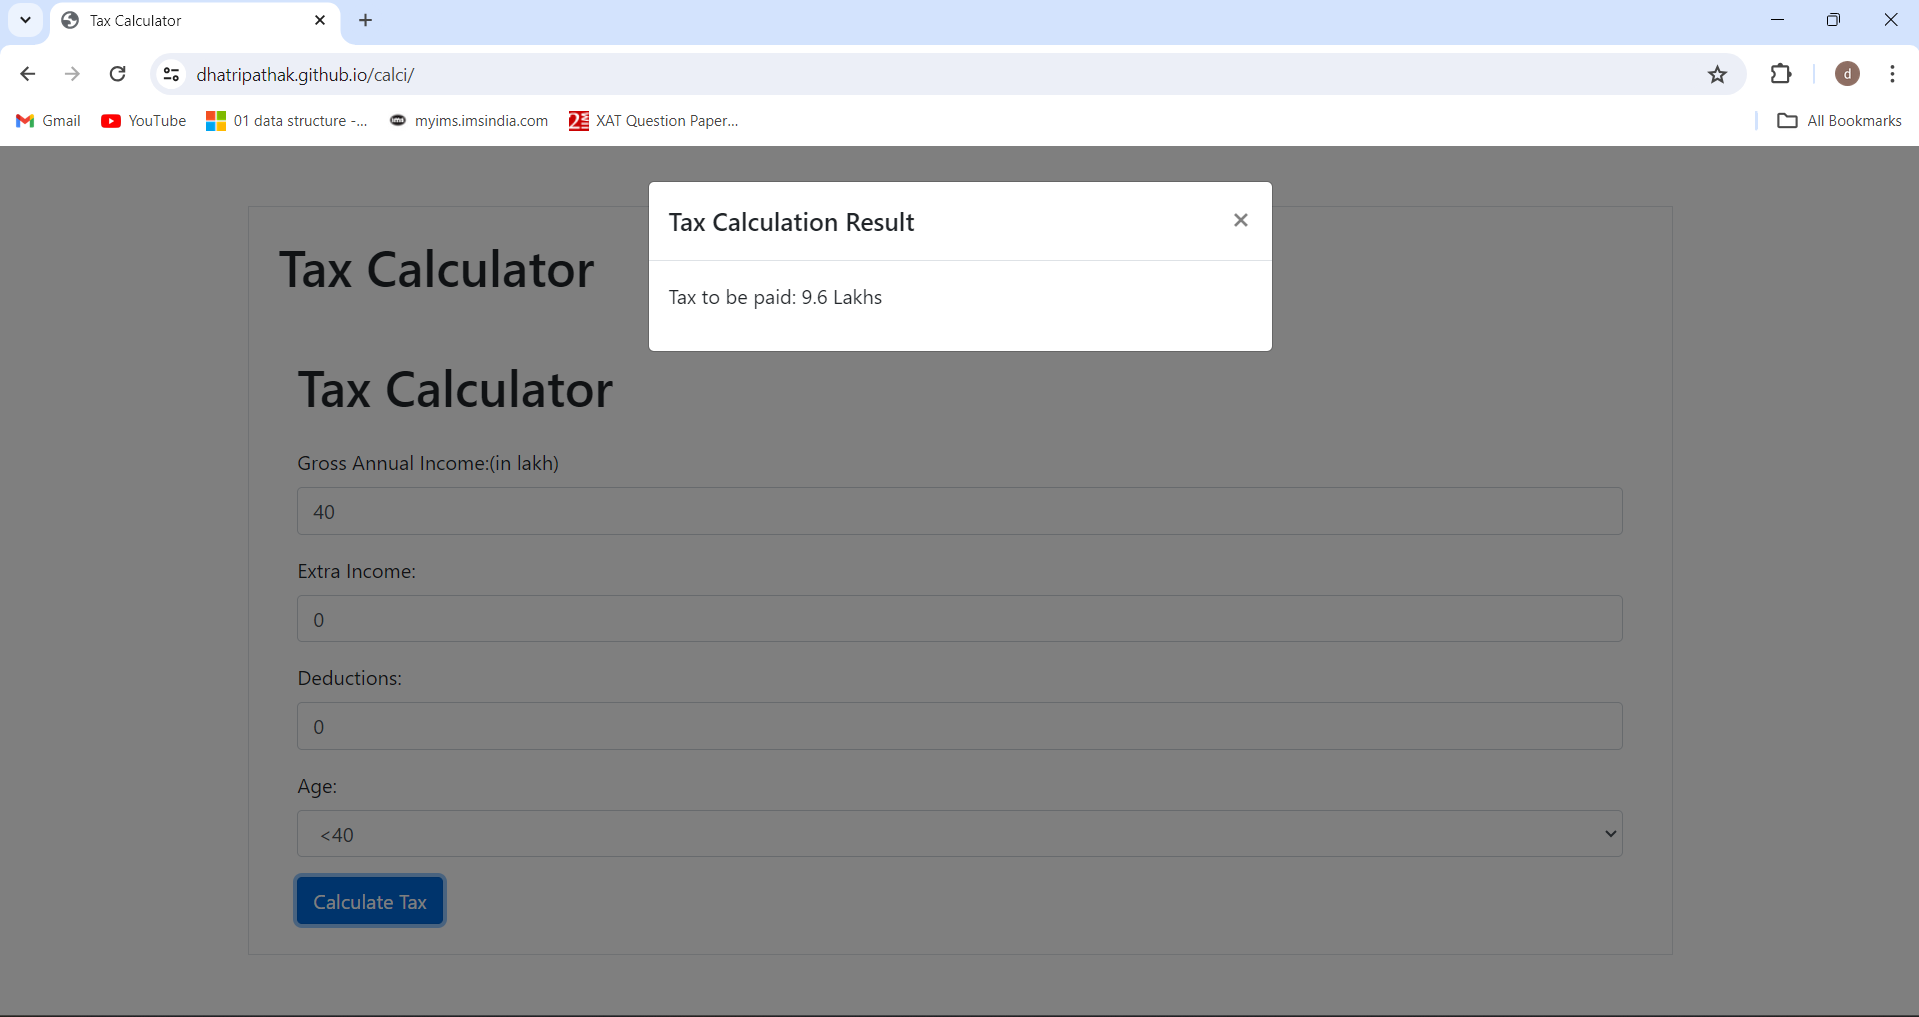 Tax Calculator
dhatripathak.github.io/calci/
d
Gmail
YouTube
01 data structure -...
myims.imsindia.com
XAT Question Paper...
All Bookmarks
Tax Calculation Result
×
Tax to be paid: 9.6 Lakhs
Tax Calculator
Tax Calculator
Gross Annual Income:(in lakh)
40
Extra Income:
0
Deductions:
0
Age:
<40
Calculate Tax